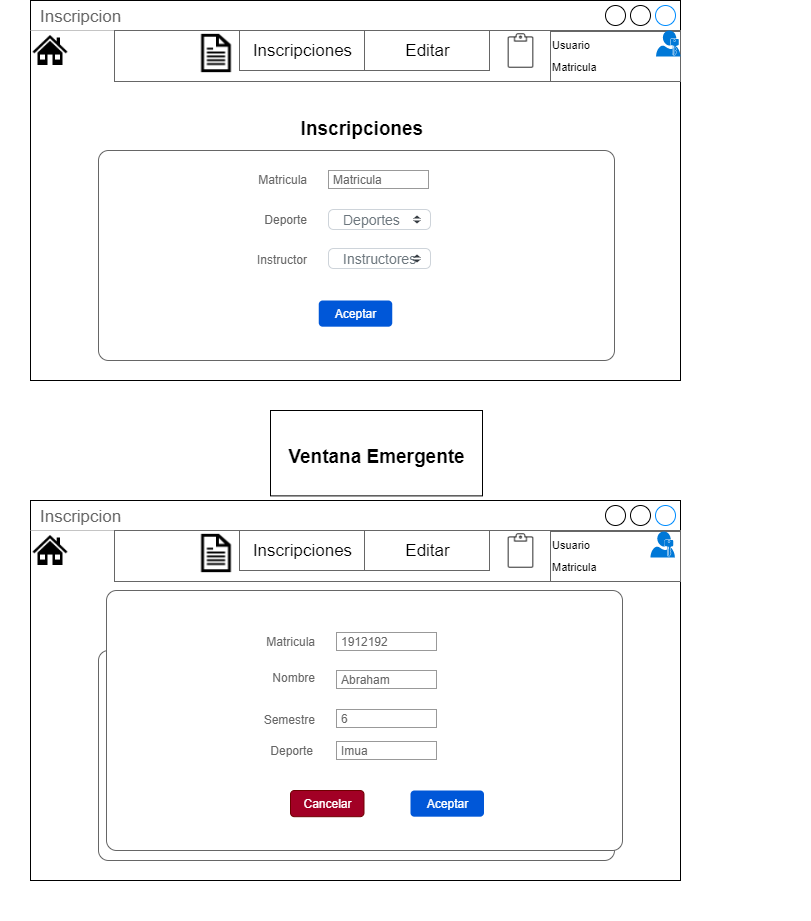 Inscripcion
Inscripciones Editar
Usuario
Matricula
Inscripciones
Matricula Matricula
Deporte Deportes
Instructor Instructores
Aceptar
Ventana Emergente
Inscripcion
Inscripciones Editar
Usuario
Matricula
Matricula 1912192
Nombre Abraham
Semestre 6
Deporte Imua
Cancelar Aceptar